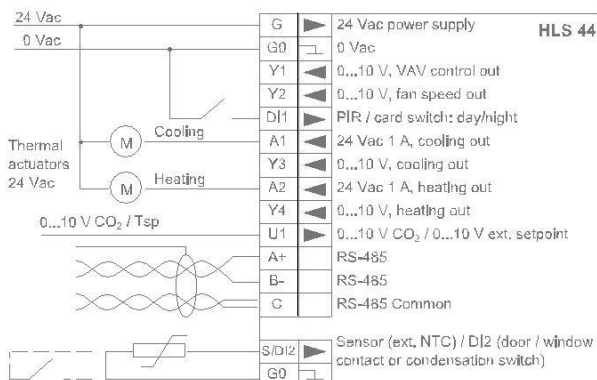 24 Vac G 24 Vac power supply HLS 44
0 Vac G0 0 Vac
Y1 0...10 V, VAV control out
Y2 0...10 V, fan speed out
DI1 PIR / card switch: day/night
Thermal actuators 24 Vac
M Cooling A1 24 Vac 1 A, cooling out
Y3 0...10 V, cooling out
M Heating A2 24 Vac 1 A, heating out
Y4 0...10 V, heating out
0...10 V CO₂ / Tsp U1 0...10 V CO₂ / 0...10 V ext. setpoint
A+ RS-485
B- RS-485
C RS-485 Common
S/DI2 Sensor (ext. NTC) / DI2 (door / window
contact or condensation switch)
G0